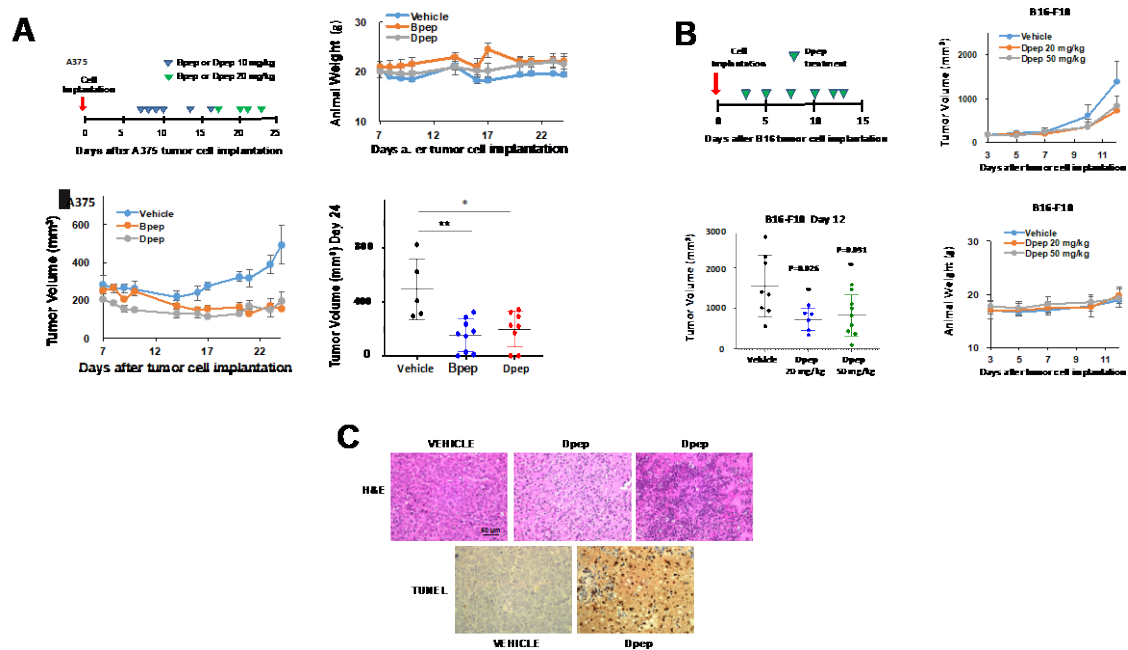 A
A375
Cell
Implantation
Bpep or Dpep 10 mg/kg
Bpep or Dpep 20 mg/kg
0 5 10 15 20 25
Days after A375 tumor cell implantation
Animal Weight (g)
30
20
10
Vehicle
Bpep
Dpep
7 12 17 22
Days a.. er tumor cell implantation
A375
Tumor Volume (mm³)
600
400
200
0
Vehicle
Bpep
Dpep
7 12 17 22
Days after tumor cell implantation
Tumor Volume (mm³) Day 24
400
0
*
**
Vehicle Bpep Dpep
B
Cell
Implantation
Dpep
treatment
0 5 10 15
Days after B16 tumor cell implantation
B16-F10
Tumor Volume (mm³)
2000
1000
0
Vehicle
Dpep 20 mg/kg
Dpep 50 mg/kg
3 5 7 9 11
Days after tumor cell implantation
B16-F10 Day 12
Tumor Volume (mm³)
3000
2000
1000
0
P=0.026
P=0.051
Vehicle Dpep Dpep
20 mg/kg 50 mg/kg
B16-F10
Animal Weight (g)
30
20
10
Vehicle
Dpep 20 mg/kg
Dpep 50 mg/kg
3 5 7 9 11
Days after tumor cell implantation
C
VEHICLE Dpep Dpep
H&E
60 µm
TUNEL
VEHICLE Dpep